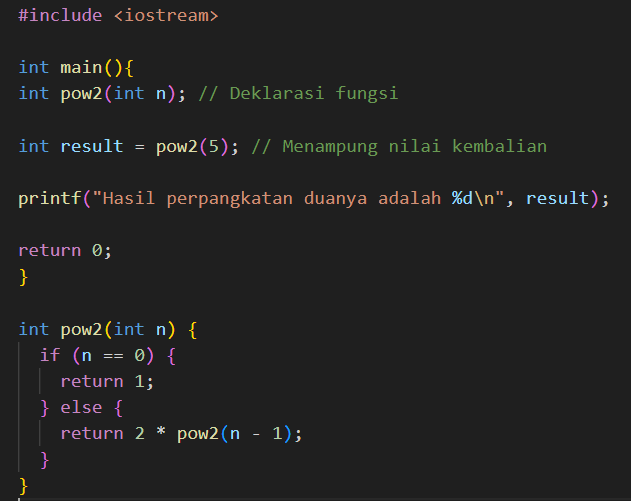 #include <iostream>
int main(){
int pow2(int n); // Deklarasi fungsi
int result = pow2(5); // Menampung nilai kembalian
printf("Hasil perpangkatan duanya adalah %d\n", result);
return 0;
}
int pow2(int n) {
if (n == 0) {
return 1;
} else {
return 2 * pow2(n - 1);
}
}